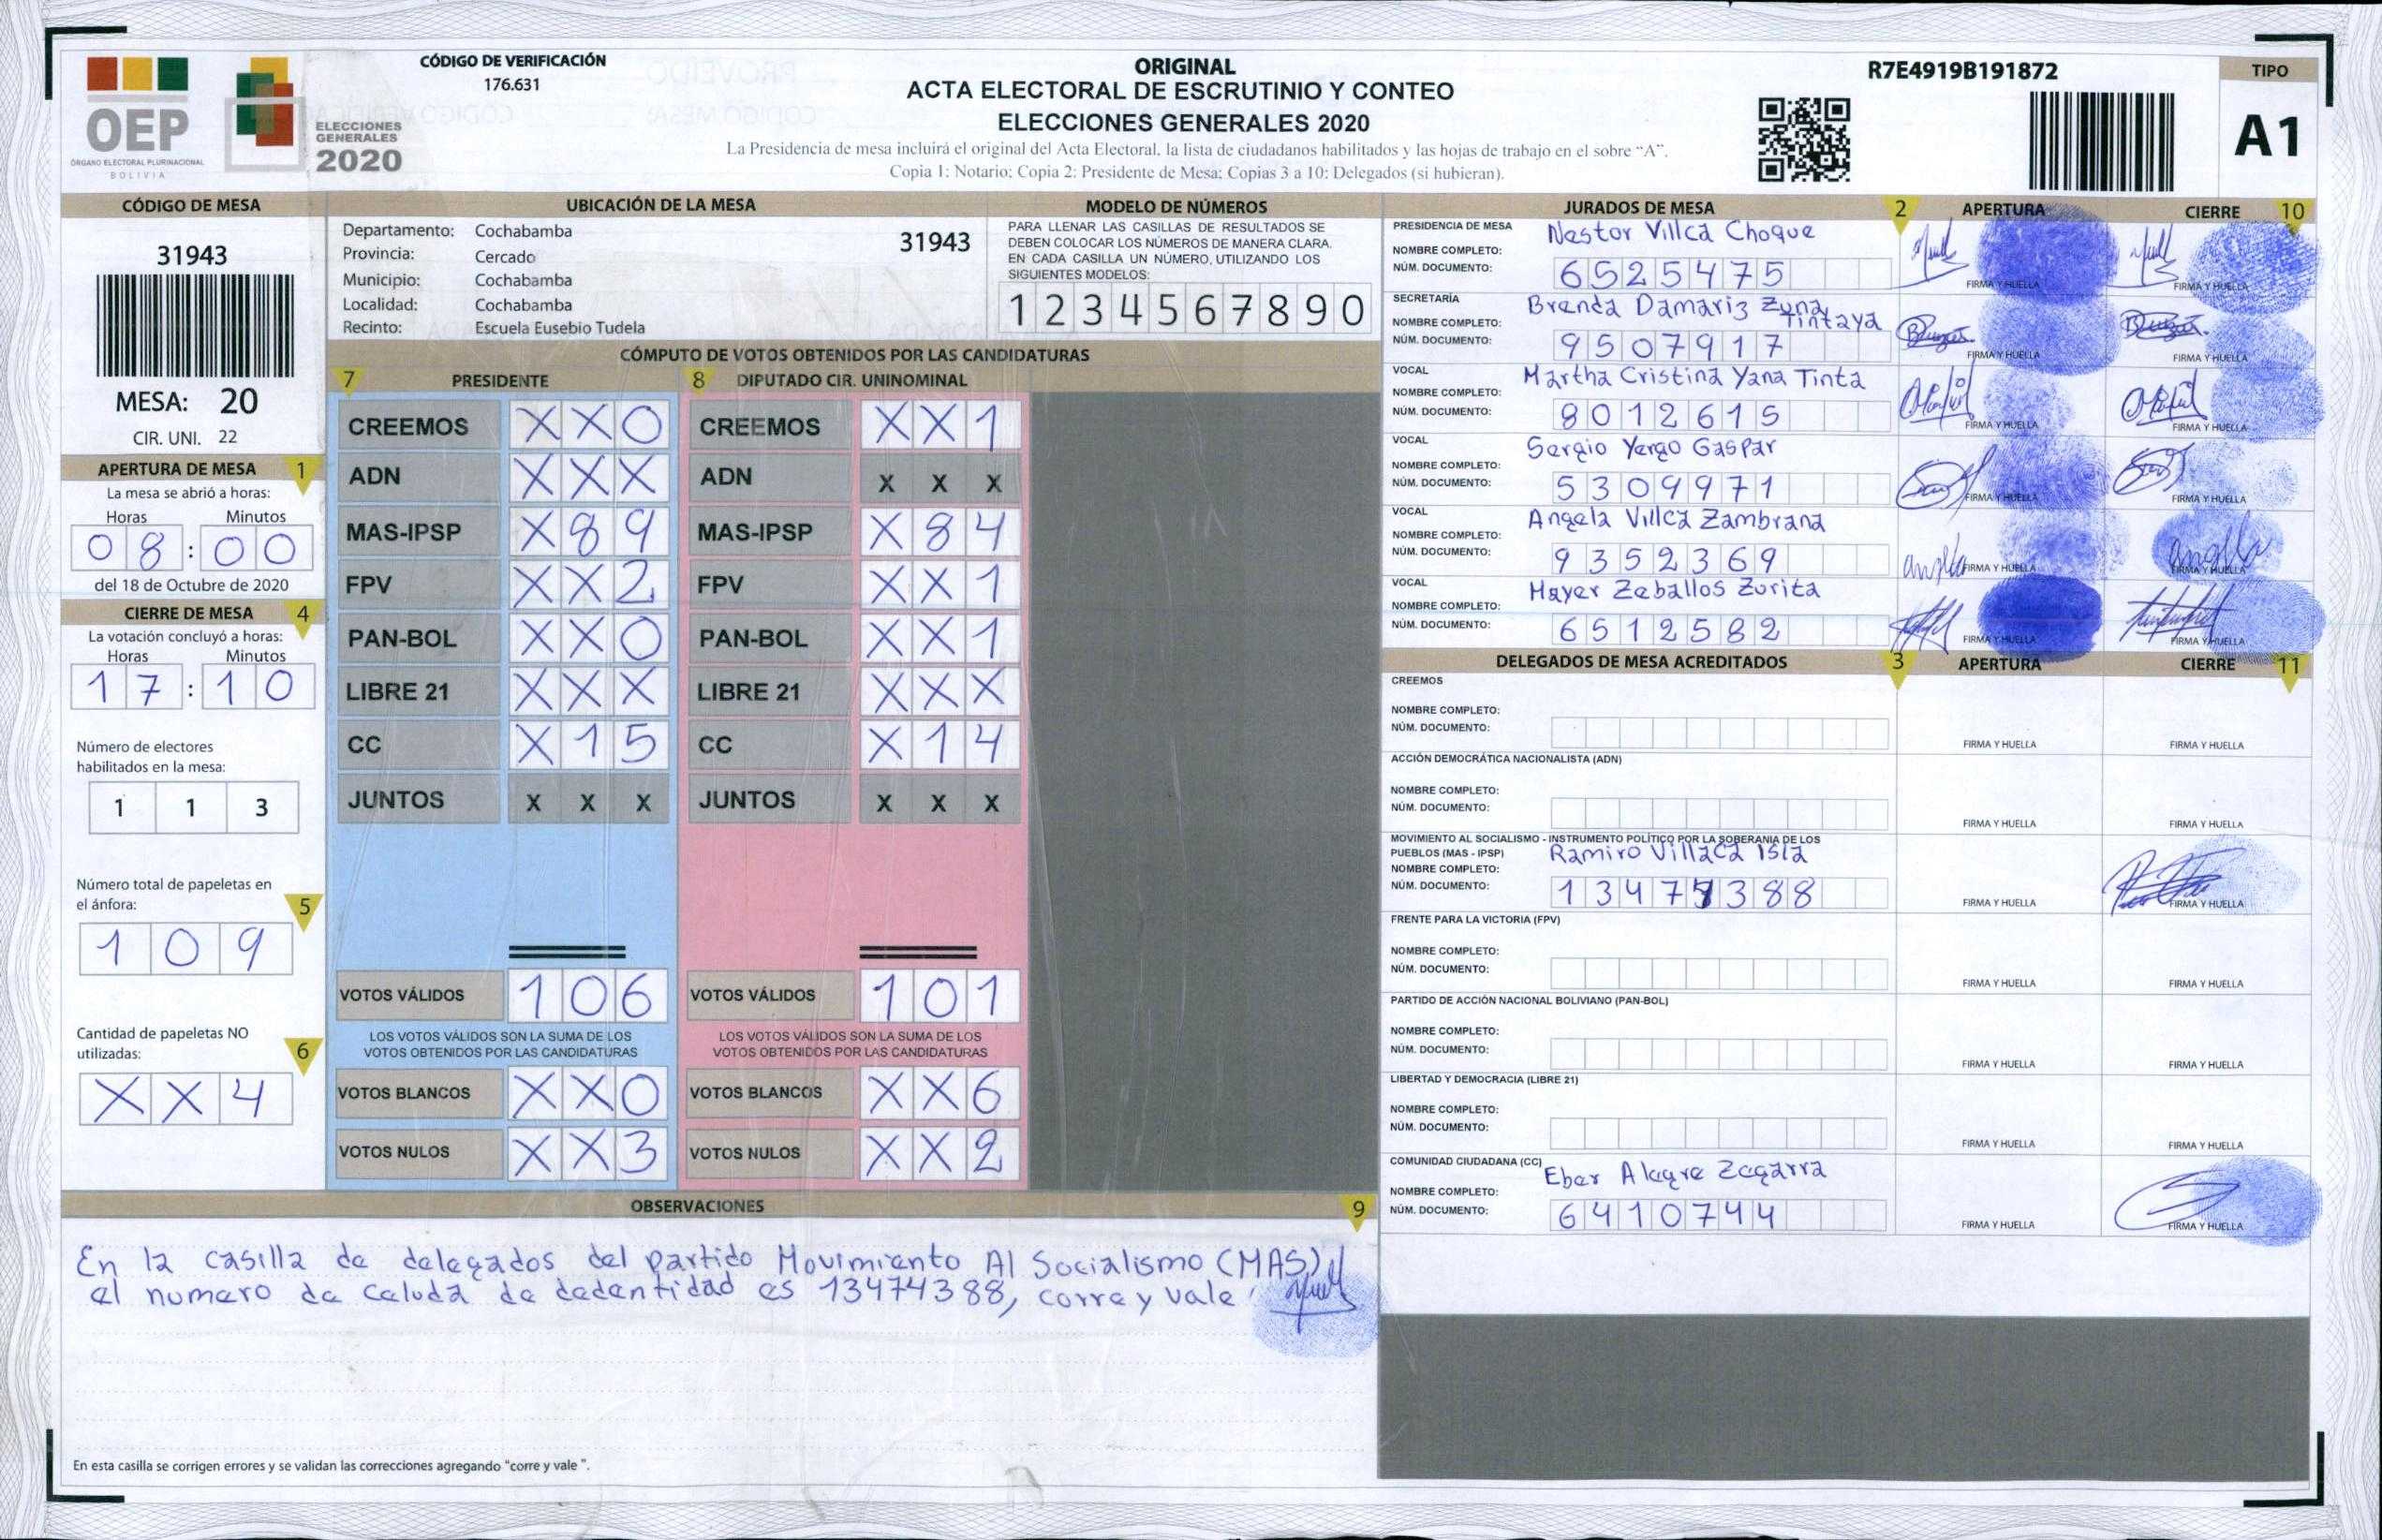 OEP
ÓRGANO ELECTORAL PLURINACIONAL
BOLIVIA
ELECCIONES
GENERALES
2020
CÓDIGO DE VERIFICACIÓN
176.631
ORIGINAL
ACTA ELECTORAL DE ESCRUTINIO Y CONTEO
ELECCIONES GENERALES 2020
La Presidencia de mesa incluirá el original del Acta Electoral, la lista de ciudadanos habilitados y las hojas de trabajo en el sobre “A”.
Copia 1: Notario; Copia 2: Presidente de Mesa; Copias 3 a 10: Delegados (si hubieran).
R7E4919B191872
TIPO
A1
CÓDIGO DE MESA
31943
MESA: 20
CIR. UNI. 22
UBICACIÓN DE LA MESA
Departamento: Cochabamba
31943
Provincia: Cercado
Municipio: Cochabamba
Localidad: Cochabamba
Recinto: Escuela Eusebio Tudela
MODELO DE NÚMEROS
PARA LLENAR LAS CASILLAS DE RESULTADOS SE
DEBEN COLOCAR LOS NÚMEROS DE MANERA CLARA.
EN CADA CASILLA UN NÚMERO, UTILIZANDO LOS
SIGUIENTES MODELOS:
1 2 3 4 5 6 7 8 9 0
APERTURA DE MESA 1
La mesa se abrió a horas:
Horas Minutos
0 8 : 0 0
del 18 de Octubre de 2020
CIERRE DE MESA 4
La votación concluyó a horas:
Horas Minutos
1 7 : 1 0
Número de electores
habilitados en la mesa:
1 1 3
Número total de papeletas en
el ánfora: 5
1 0 9
Cantidad de papeletas NO
utilizadas: 6
X X 4
CÓMPUTO DE VOTOS OBTENIDOS POR LAS CANDIDATURAS
7 PRESIDENTE
CREEMOS X X 0
ADN X X X
MAS-IPSP X 8 9
FPV X X 2
PAN-BOL X X 0
LIBRE 21 X X X
CC X 1 5
JUNTOS X X X
VOTOS VÁLIDOS 1 0 6
LOS VOTOS VÁLIDOS SON LA SUMA DE LOS
VOTOS OBTENIDOS POR LAS CANDIDATURAS
VOTOS BLANCOS X X 0
VOTOS NULOS X X 3
8 DIPUTADO CIR. UNINOMINAL
CREEMOS X X 1
ADN X X X
MAS-IPSP X 8 4
FPV X X 1
PAN-BOL X X 1
LIBRE 21 X X X
CC X 1 4
JUNTOS X X X
VOTOS VÁLIDOS 1 0 1
LOS VOTOS VÁLIDOS SON LA SUMA DE LOS
VOTOS OBTENIDOS POR LAS CANDIDATURAS
VOTOS BLANCOS X X 6
VOTOS NULOS X X 2
OBSERVACIONES 9
En la casilla de delegados del partido Movimiento Al Socialismo (MAS)
el numero de celuda de dedentidad es 13474388, corre y vale
En esta casilla se corrigen errores y se validan las correcciones agregando “corre y vale ”.
JURADOS DE MESA 2 APERTURA CIERRE 10
PRESIDENCIA DE MESA
NOMBRE COMPLETO: Nestor Villca Choque
NÚM. DOCUMENTO: 6525475
FIRMA Y HUELLA FIRMA Y HUELLA
SECRETARÍA
NOMBRE COMPLETO: Brenda Damariz Zuna Tintaya
NÚM. DOCUMENTO: 9507917
FIRMA Y HUELLA FIRMA Y HUELLA
VOCAL
NOMBRE COMPLETO: Martha Cristina Yana Tinta
NÚM. DOCUMENTO: 8012615
FIRMA Y HUELLA FIRMA Y HUELLA
VOCAL
NOMBRE COMPLETO: Sergio Yergo Gaspar
NÚM. DOCUMENTO: 5309971
FIRMA Y HUELLA FIRMA Y HUELLA
VOCAL
NOMBRE COMPLETO: Angela Villca Zambrana
NÚM. DOCUMENTO: 9352369
FIRMA Y HUELLA FIRMA Y HUELLA
VOCAL
NOMBRE COMPLETO: Mayer Zeballos Zurita
NÚM. DOCUMENTO: 6512582
FIRMA Y HUELLA FIRMA Y HUELLA
DELEGADOS DE MESA ACREDITADOS 3 APERTURA CIERRE 11
CREEMOS
NOMBRE COMPLETO:
NÚM. DOCUMENTO:
FIRMA Y HUELLA FIRMA Y HUELLA
ACCIÓN DEMOCRÁTICA NACIONALISTA (ADN)
NOMBRE COMPLETO:
NÚM. DOCUMENTO:
FIRMA Y HUELLA FIRMA Y HUELLA
MOVIMIENTO AL SOCIALISMO - INSTRUMENTO POLÍTICO POR LA SOBERANIA DE LOS
PUEBLOS (MAS - IPSP) Ramiro Villaca Isla
NOMBRE COMPLETO:
NÚM. DOCUMENTO: 13474388
FIRMA Y HUELLA FIRMA Y HUELLA
FRENTE PARA LA VICTORIA (FPV)
NOMBRE COMPLETO:
NÚM. DOCUMENTO:
FIRMA Y HUELLA FIRMA Y HUELLA
PARTIDO DE ACCIÓN NACIONAL BOLIVIANO (PAN-BOL)
NOMBRE COMPLETO:
NÚM. DOCUMENTO:
FIRMA Y HUELLA FIRMA Y HUELLA
LIBERTAD Y DEMOCRACIA (LIBRE 21)
NOMBRE COMPLETO:
NÚM. DOCUMENTO:
FIRMA Y HUELLA FIRMA Y HUELLA
COMUNIDAD CIUDADANA (CC) Eber Alegre Zegarra
NOMBRE COMPLETO:
NÚM. DOCUMENTO: 6410744
FIRMA Y HUELLA FIRMA Y HUELLA